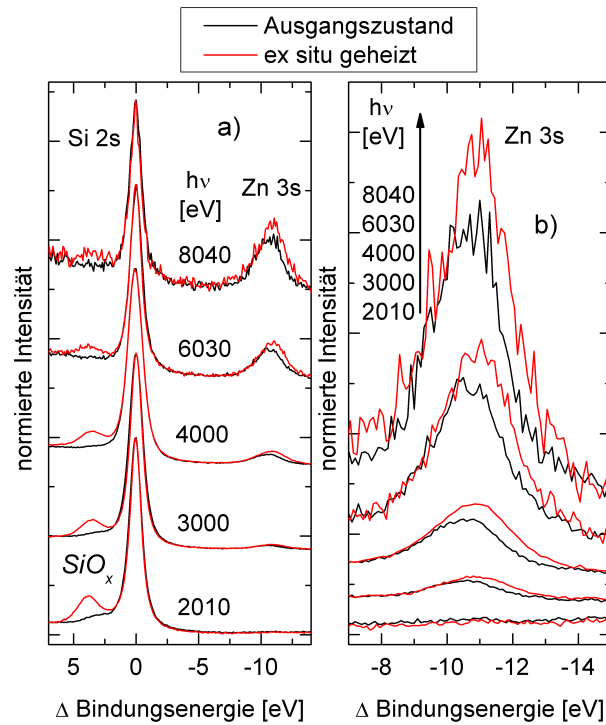 Ausgangszustand
ex situ geheizt
Si 2s
a)
hν
[eV]
Zn 3s
8040
6030
4000
3000
SiOₓ
2010
normierte Intensität
5 0 -5 -10
Δ Bindungsenergie [eV]
hν
[eV]
Zn 3s
b)
8040
6030
4000
3000
2010
normierte Intensität
-8 -10 -12 -14
Δ Bindungsenergie [eV]